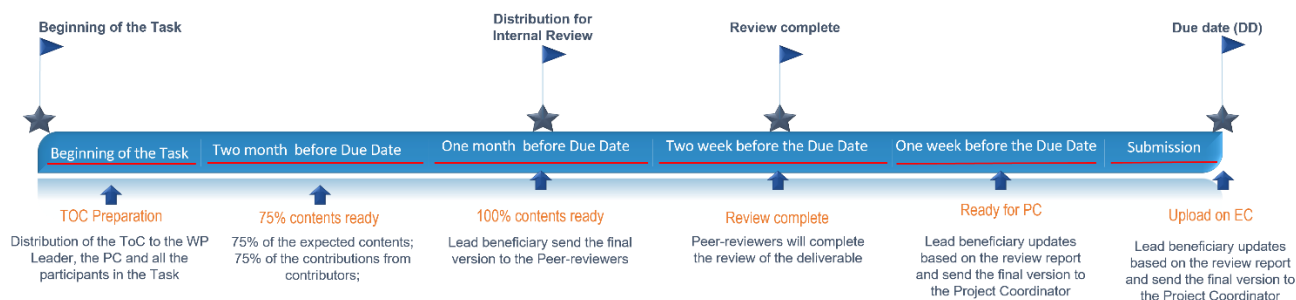 Beginning of the Task
Distribution for
Internal Review
Review complete
Due date (DD)
Beginning of the Task
Two month before Due Date
One month before Due Date
Two week before the Due Date
One week before the Due Date
Submission
TOC Preparation
Distribution of the ToC to the WP
Leader, the PC and all the
participants in the Task
75% contents ready
75% of the expected contents;
75% of the contributions from
contributors;
100% contents ready
Lead beneficiary send the final
version to the Peer-reviewers
Review complete
Peer-reviewers will complete
the review of the deliverable
Ready for PC
Lead beneficiary updates
based on the review report
and send the final version to
the Project Coordinator
Upload on EC
Lead beneficiary updates
based on the review report
and send the final version to
the Project Coordinator